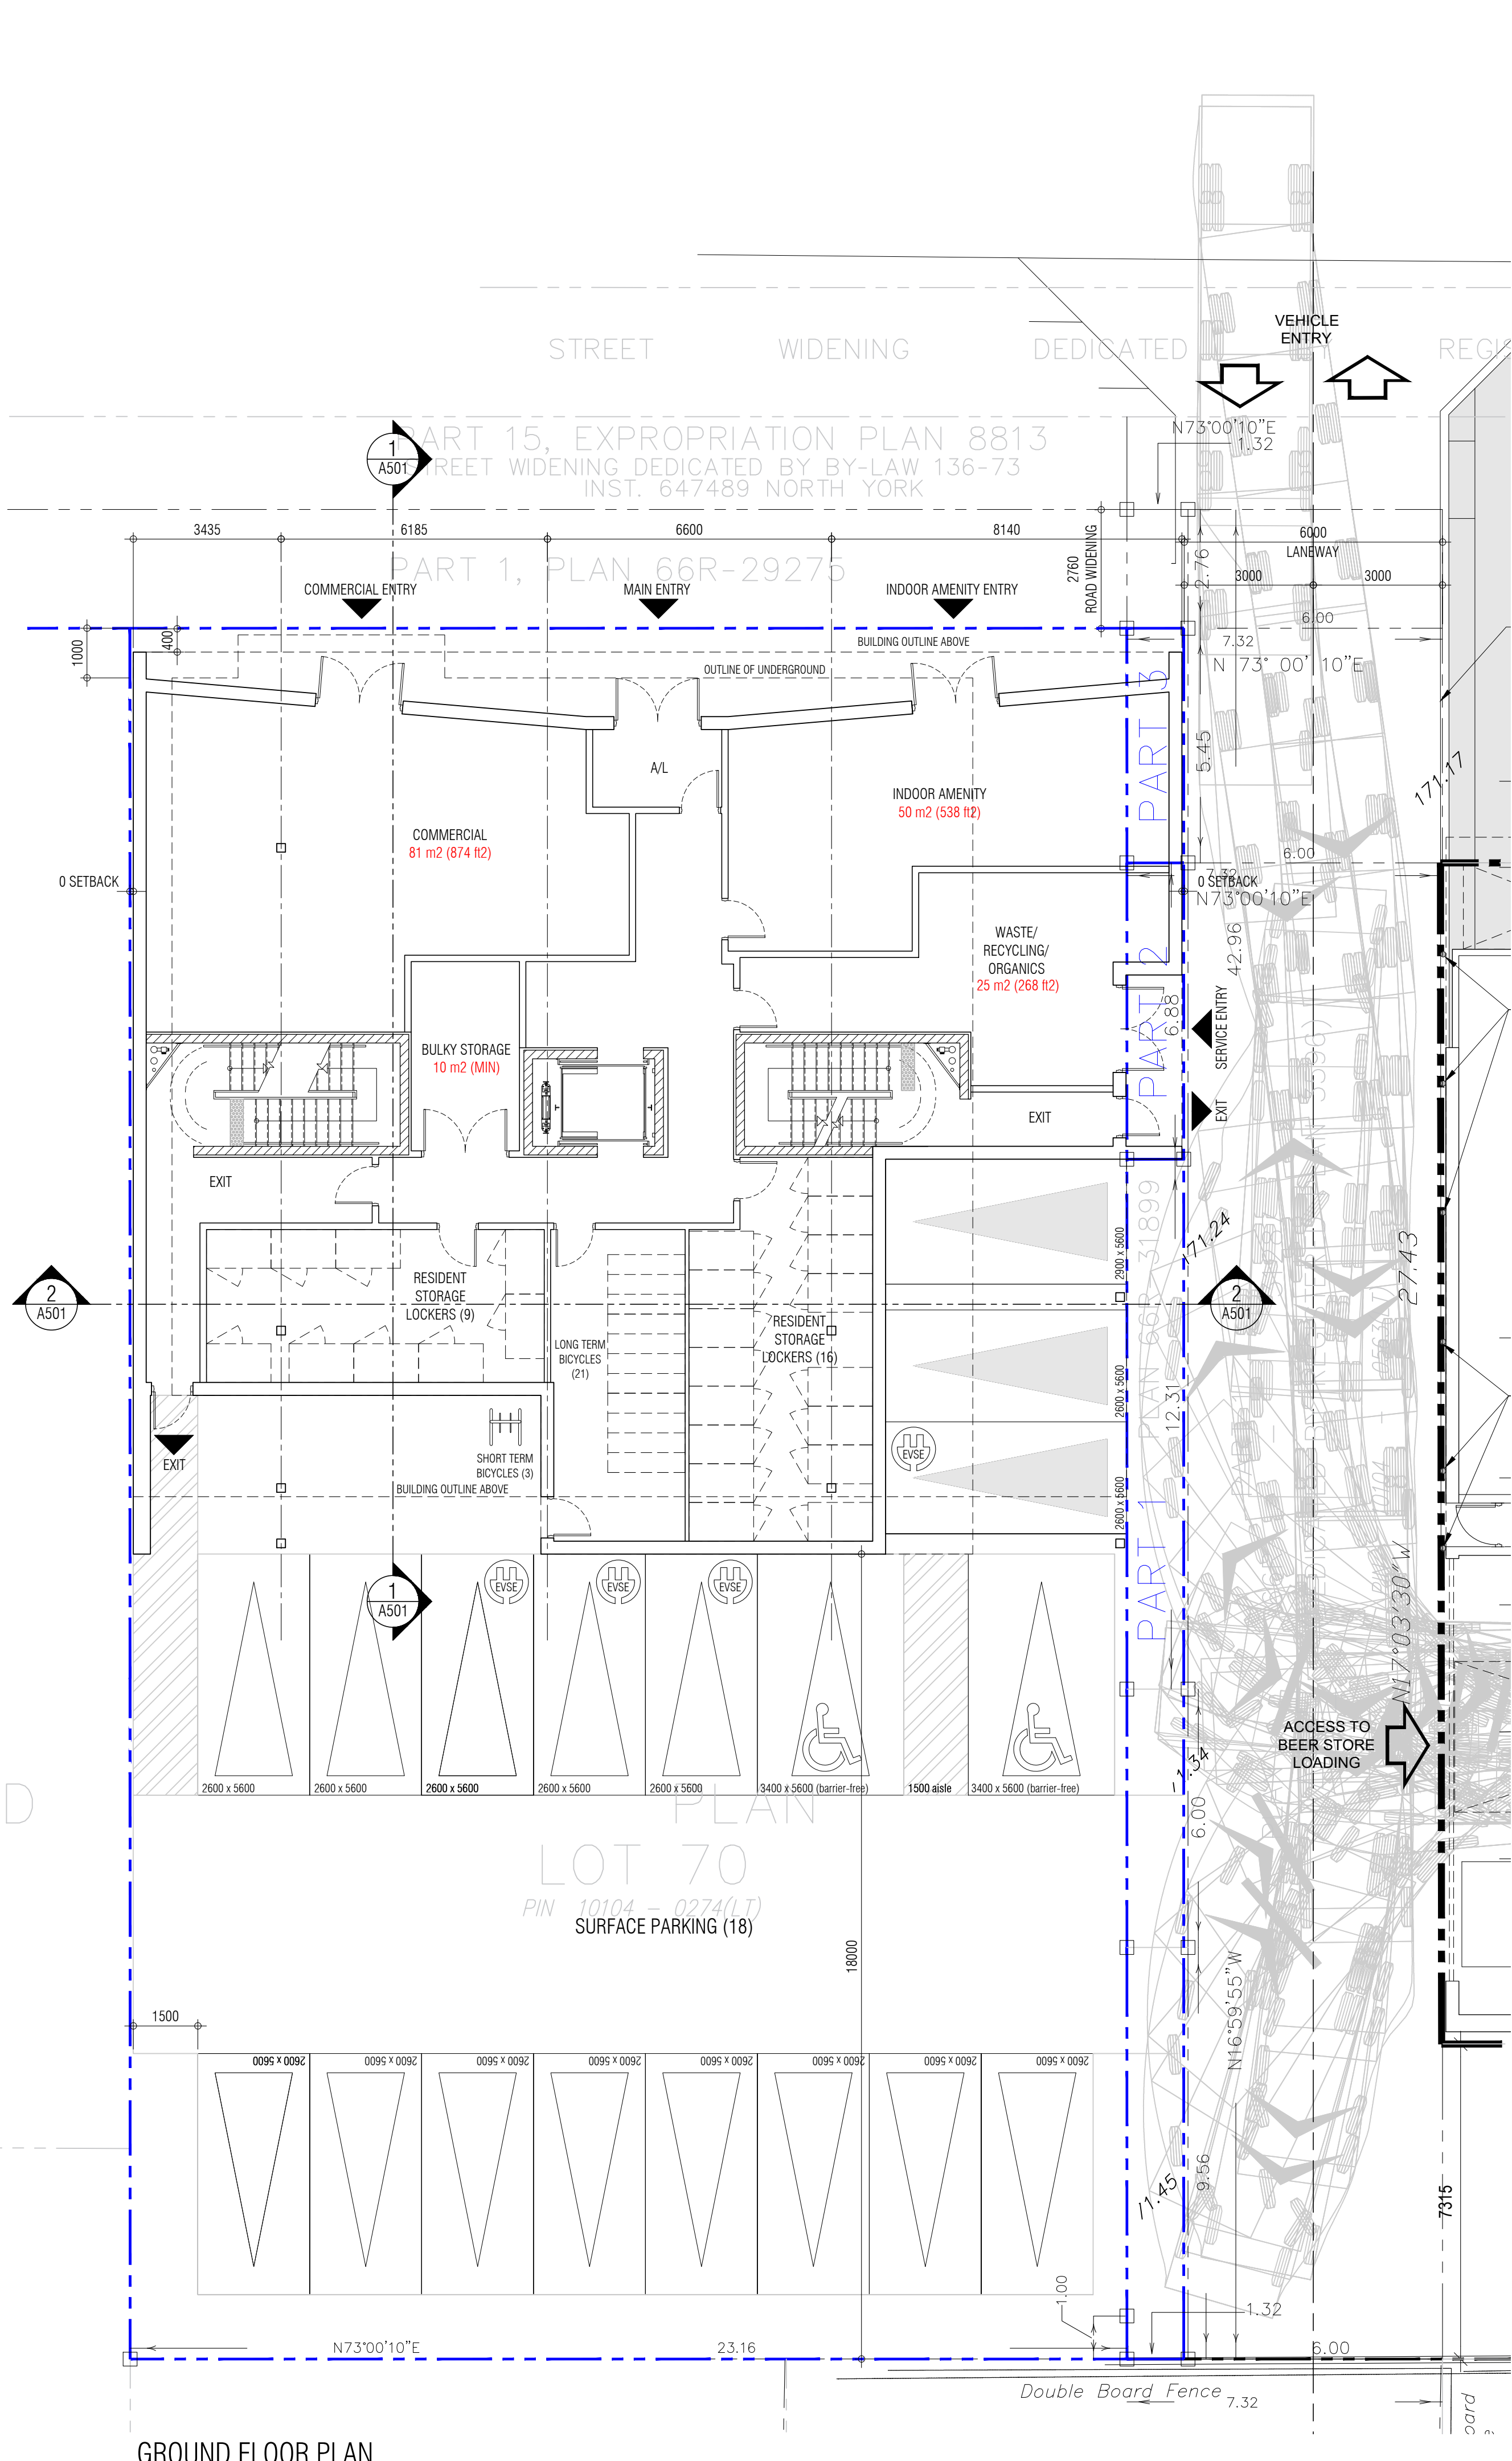 VEHICLE
ENTRY
STREET WIDENING DEDICATED
PART 15, EXPROPRIATION PLAN 8813
STREET WIDENING DEDICATED BY BY-LAW 136-73
INST. 647489 NORTH YORK
1
A501
N73°00'10"E
1.32
3435
6185
6600
8140
6000
LANEWAY
3000
3000
2760
ROAD WIDENING
2.76
PART 1, PLAN 66R-29275
COMMERCIAL ENTRY
MAIN ENTRY
INDOOR AMENITY ENTRY
6.00
7.32
1000
400
BUILDING OUTLINE ABOVE
OUTLINE OF UNDERGROUND
N 73° 00' 10"E
PART 3
5.45
171.17
A/L
INDOOR AMENITY
50 m2 (538 ft2)
COMMERCIAL
81 m2 (874 ft2)
6.00
7.32
0 SETBACK
0 SETBACK
N73°00'10"E
WASTE/
RECYCLING/
ORGANICS
25 m2 (268 ft2)
PART 2
42.96
6.88
SERVICE ENTRY
BULKY STORAGE
10 m2 (MIN)
EXIT
EXIT
EXIT
71.24
27.43
2900 x 5600
PLAN 66R-31899
2
A501
2
A501
RESIDENT
STORAGE
LOCKERS (9)
RESIDENT
STORAGE
LOCKERS (16)
LONG TERM
BICYCLES
(21)
2600 x 5600
12.31
EVSE
EXIT
SHORT TERM
BICYCLES (3)
BUILDING OUTLINE ABOVE
2600 x 5600
PART 1
N17°03'30"W
1
A501
EVSE
EVSE
EVSE
ACCESS TO
BEER STORE
LOADING
2600 x 5600
2600 x 5600
2600 x 5600
2600 x 5600
2600 x 5600
3400 x 5600 (barrier-free)
1500 aisle
3400 x 5600 (barrier-free)
PLAN
6.00
LOT 70
PIN 10104 - 0274(LT)
SURFACE PARKING (18)
18000
N16°59'55"W
1500
2600 x 5600
2600 x 5600
2600 x 5600
2600 x 5600
2600 x 5600
2600 x 5600
2600 x 5600
2600 x 5600
71.45
9.56
7315
1.00
1.32
N73°00'10"E
23.16
6.00
Double Board Fence
7.32
GROUND FLOOR PLAN